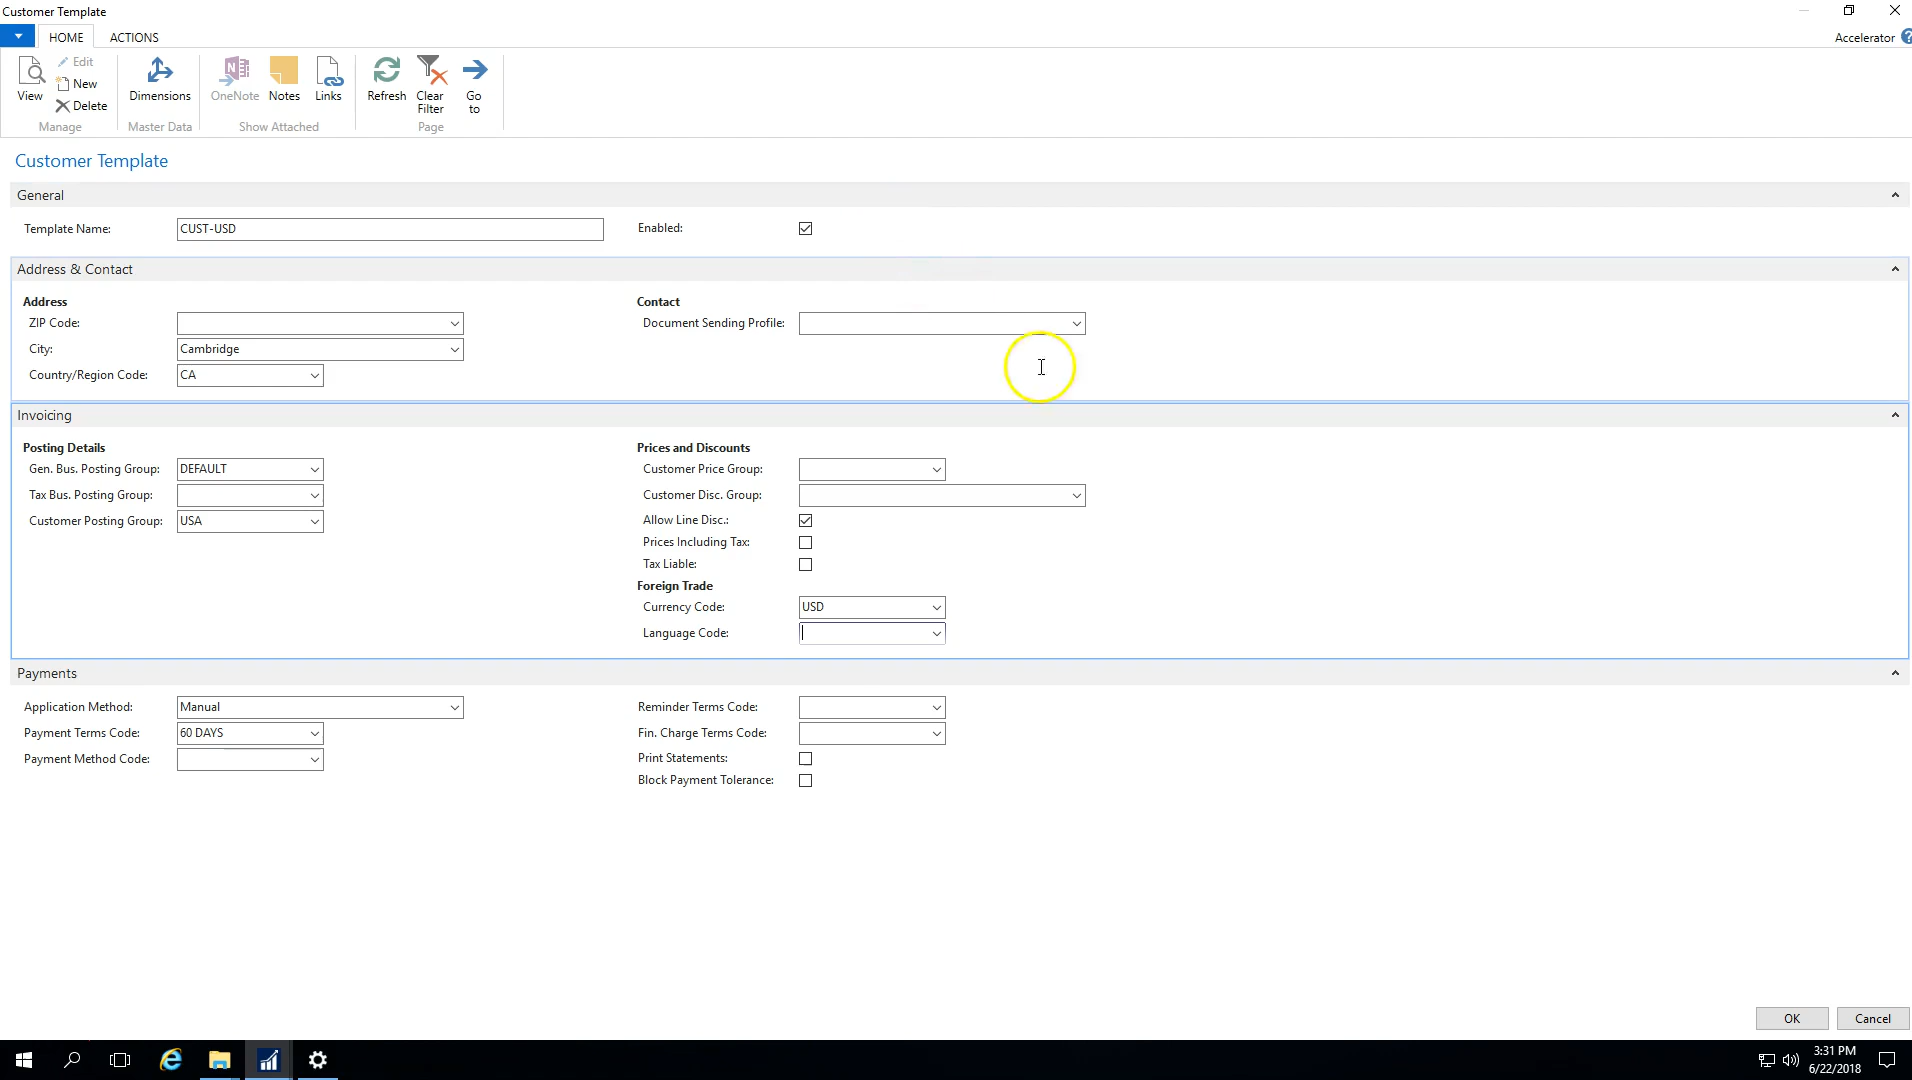 Customer Template
HOME ACTIONS
Accelerator ?
View
Edit
New
Delete
Manage
Dimensions
Master Data
OneNote Notes Links
Show Attached
Refresh Clear Filter Go to
Page
Customer Template
General
Template Name: CUST-USD
Enabled:
Address & Contact
Address
ZIP Code:
City: Cambridge
Country/Region Code: CA
Contact
Document Sending Profile:
Invoicing
Posting Details
Gen. Bus. Posting Group: DEFAULT
Tax Bus. Posting Group:
Customer Posting Group: USA
Prices and Discounts
Customer Price Group:
Customer Disc. Group:
Allow Line Disc.:
Prices Including Tax:
Tax Liable:
Foreign Trade
Currency Code: USD
Language Code:
Payments
Application Method: Manual
Payment Terms Code: 60 DAYS
Payment Method Code:
Reminder Terms Code:
Fin. Charge Terms Code:
Print Statements:
Block Payment Tolerance:
OK Cancel
3:31 PM
6/22/2018